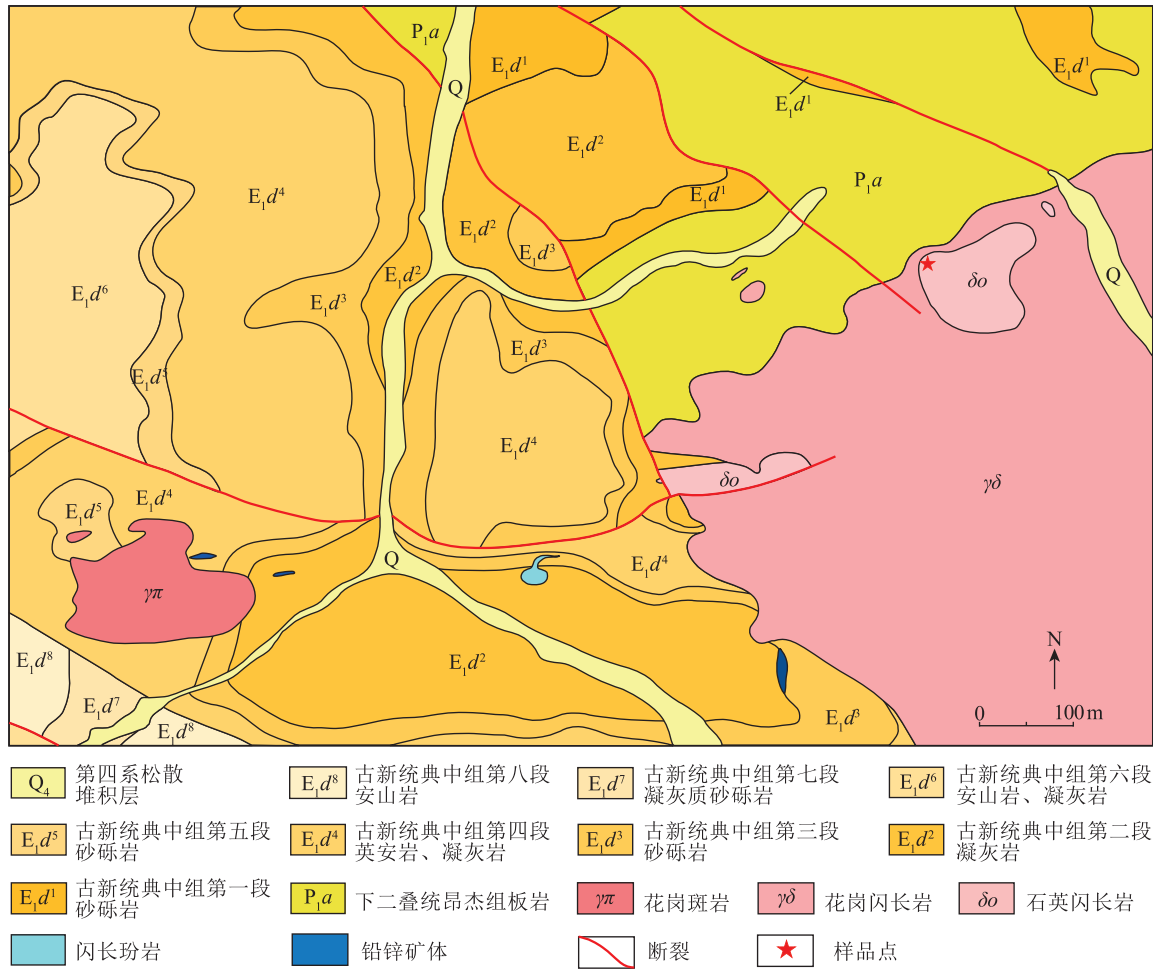 P₁a
E₁d¹
E₁d¹
Q
E₁d¹
E₁d²
E₁d⁴
E₁d¹
P₁a
E₁d²
E₁d³
E₁d²
Q
δo
E₁d⁶
E₁d³
E₁d³
E₁d⁵
E₁d⁴
δo
γδ
E₁d⁴
E₁d⁵
Q
E₁d⁴
γπ
E₁d⁸
E₁d²
N
E₁d⁷
E₁d³
0 100 m
E₁d⁸
Q₄ 第四系松散
堆积层
E₁d⁸ 古新统典中组第八段
安山岩
E₁d⁷ 古新统典中组第七段
凝灰质砂砾岩
E₁d⁶ 古新统典中组第六段
安山岩、凝灰岩
E₁d⁵ 古新统典中组第五段
砂砾岩
E₁d⁴ 古新统典中组第四段
英安岩、凝灰岩
E₁d³ 古新统典中组第三段
砂砾岩
E₁d² 古新统典中组第二段
凝灰岩
E₁d¹ 古新统典中组第一段
砂砾岩
P₁a 下二叠统昂杰组板岩
γπ 花岗斑岩
γδ 花岗闪长岩
δo 石英闪长岩
闪长玢岩
铅锌矿体
断裂
样品点